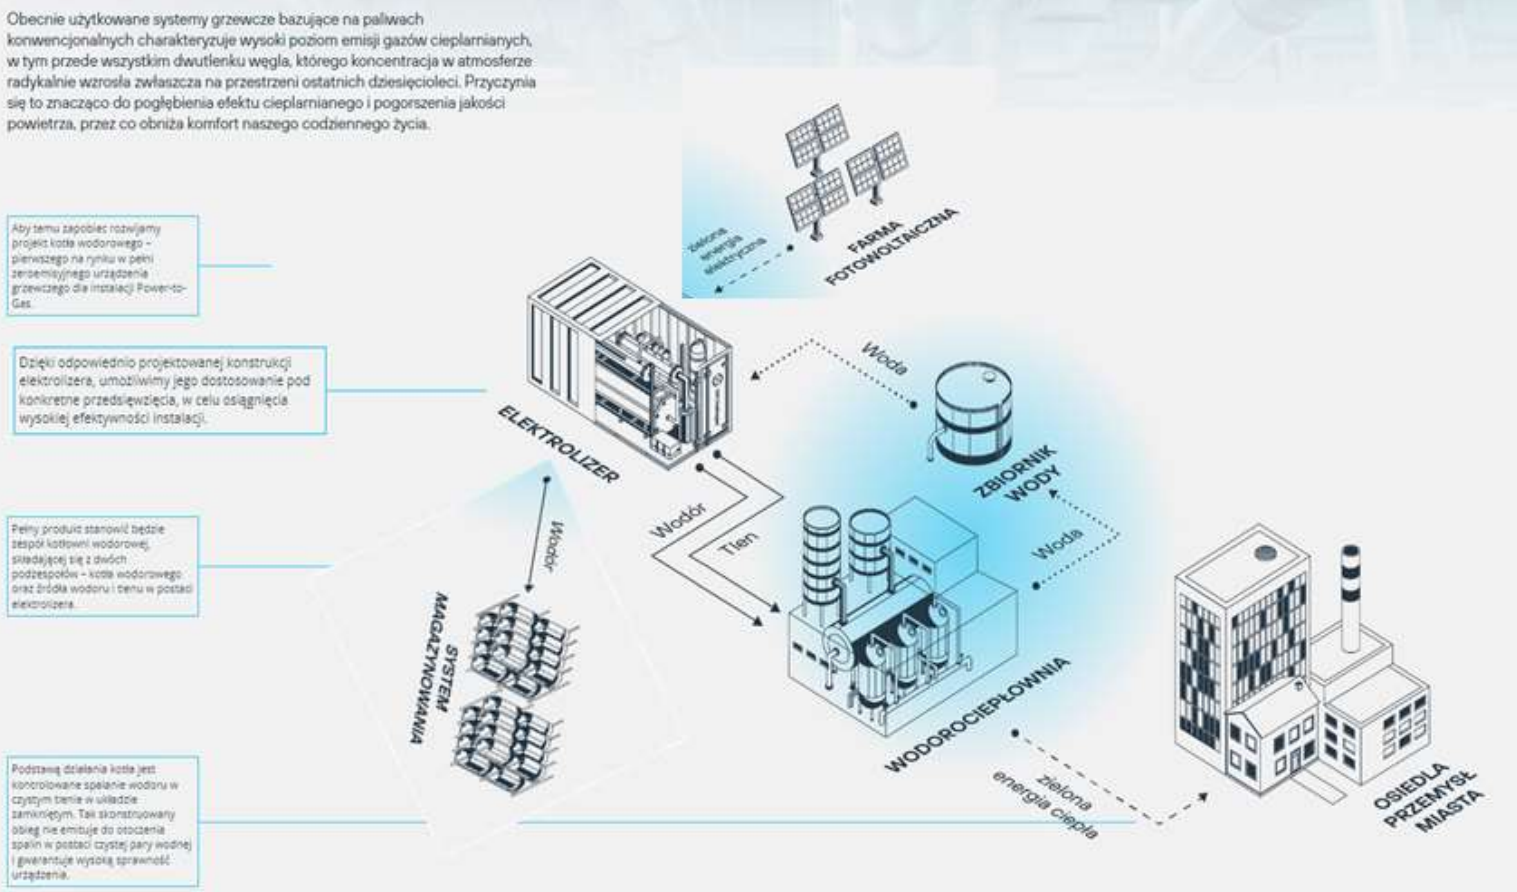 Obecnie użytkowane systemy grzewcze bazujące na paliwach
konwencjonalnych charakteryzuje wysoki poziom emisji gazów cieplarnianych,
w tym przede wszystkim dwutlenku węgla, którego koncentracja w atmosferze
radykalnie wzrosła zwłaszcza na przestrzeni ostatnich dziesięcioleci. Przyczynia
się to znacząco do pogłębienia efektu cieplarnianego i pogorszenia jakości
powietrza, przez co obniża komfort naszego codziennego życia.
Aby temu zapobiec rozwijamy
projekt kotła wodorowego –
pierwszego na rynku w pełni
zeroemisyjnego urządzenia
grzewczego dla instalacji Power-to-
Gas.
Dzięki odpowiednio projektowanej konstrukcji
elektrolizera, umożliwimy jego dostosowanie pod
konkretne przedsięwzięcia, w celu osiągnięcia
wysokiej efektywności instalacji.
Pełny produkt stanowić będzie
zespół kotłowni wodorowej,
składającej się z dwóch
podzespołów – kotła wodorowego
oraz źródła wodoru i tlenu w postaci
elektrolizera.
Podstawą działania kotła jest
kontrolowane spalanie wodoru w
czystym tlenie w układzie
zamkniętym. Tak skonstruowany
obieg nie emituje do otoczenia
spalin w postaci czystej pary wodnej
i gwarantuje wysoką sprawność
urządzenia.
zielona
energia
elektryczna
FARMA
FOTOWOLTAICZNA
ELEKTROLIZER
Woda
ZBIORNIK
WODY
Woda
Wodór
Tlen
Wodór
SYSTEM
MAGAZYNOWANIA
WODOROCIEPŁOWNIA
zielona
energia ciepła
OSIEDLA
PRZEMYSŁ
MIASTA